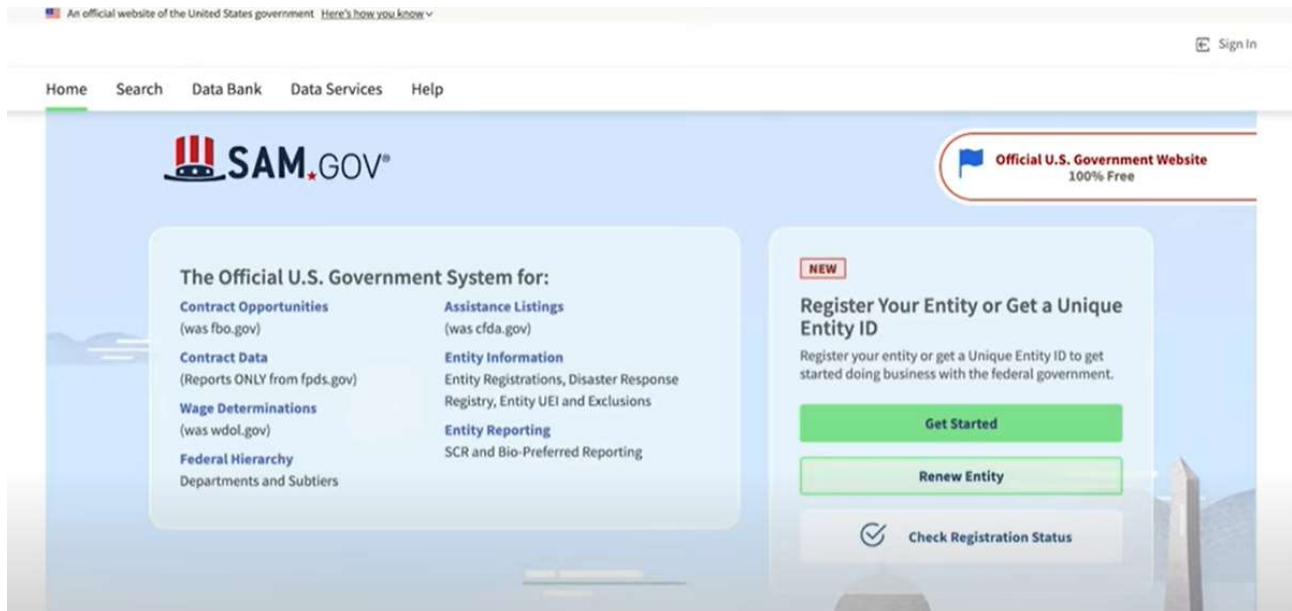 An official website of the United States government Here's how you know
Sign In
Home Search Data Bank Data Services Help
SAM.GOV®
Official U.S. Government Website
100% Free
The Official U.S. Government System for:
Contract Opportunities
(was fbo.gov)
Contract Data
(Reports ONLY from fpds.gov)
Wage Determinations
(was wdol.gov)
Federal Hierarchy
Departments and Subtiers
Assistance Listings
(was cfda.gov)
Entity Information
Entity Registrations, Disaster Response
Registry, Entity UEI and Exclusions
Entity Reporting
SCR and Bio-Preferred Reporting
NEW
Register Your Entity or Get a Unique
Entity ID
Register your entity or get a Unique Entity ID to get
started doing business with the federal government.
Get Started
Renew Entity
Check Registration Status